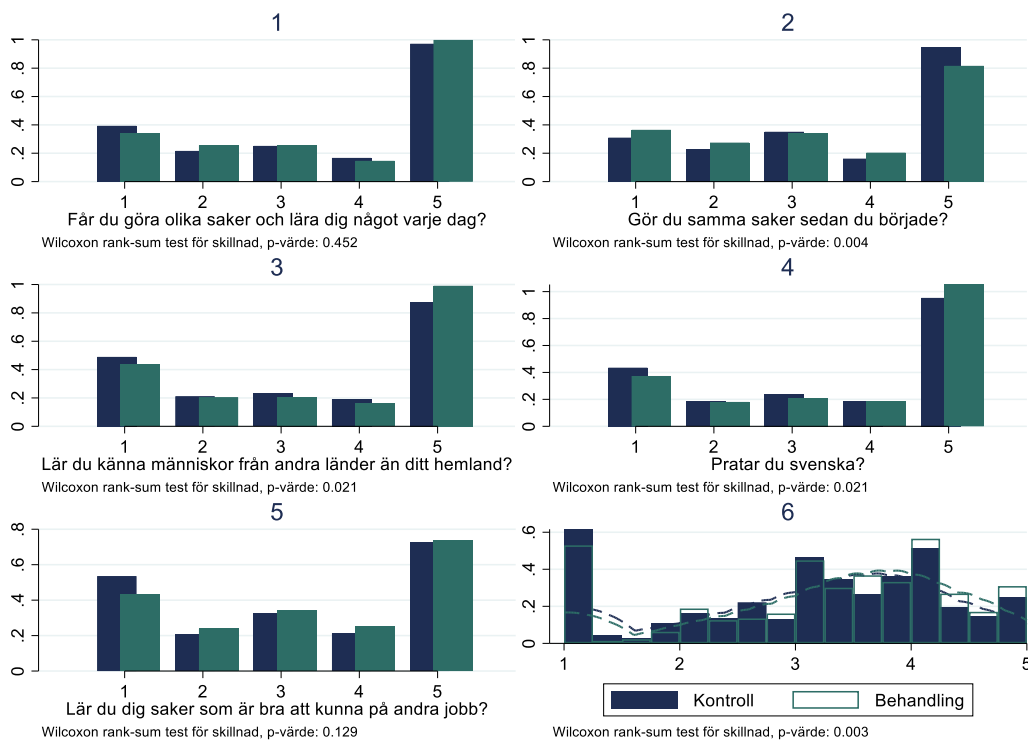 1
0 .2 .4 .6 .8 1
1 2 3 4 5
Får du göra olika saker och lära dig något varje dag?
Wilcoxon rank-sum test för skillnad, p-värde: 0.452
2
0 .2 .4 .6 .8 1
1 2 3 4 5
Gör du samma saker sedan du började?
Wilcoxon rank-sum test för skillnad, p-värde: 0.004
3
0 .2 .4 .6 .8 1
1 2 3 4 5
Lär du känna människor från andra länder än ditt hemland?
Wilcoxon rank-sum test för skillnad, p-värde: 0.021
4
0 .2 .4 .6 .8 1
1 2 3 4 5
Pratar du svenska?
Wilcoxon rank-sum test för skillnad, p-värde: 0.021
5
0 .2 .4 .6 .8
1 2 3 4 5
Lär du dig saker som är bra att kunna på andra jobb?
Wilcoxon rank-sum test för skillnad, p-värde: 0.129
6
0 .2 .4 .6
1 2 3 4 5
Kontroll Behandling
Wilcoxon rank-sum test för skillnad, p-värde: 0.003